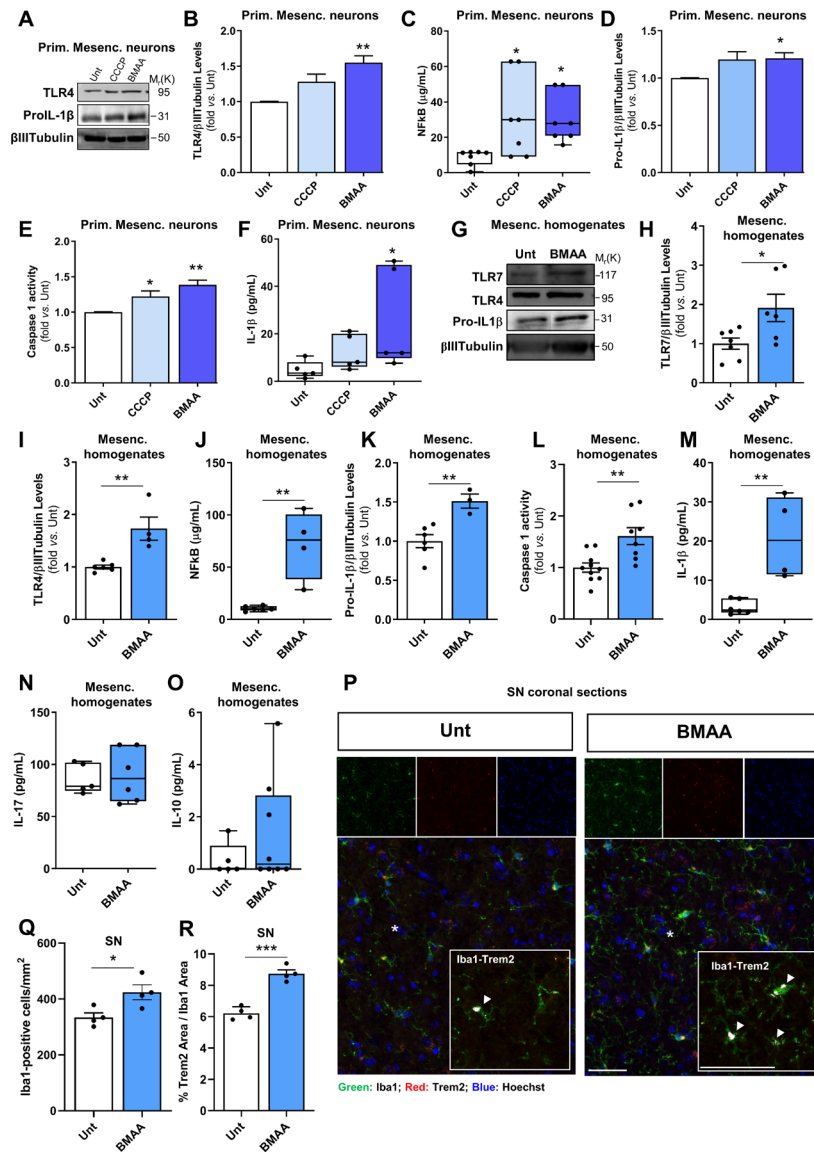 A
Prim. Mesenc. neurons
Unt
CCCP
BMAA
Mr(K)
TLR4
95
ProIL-1β
31
βIIITubulin
50
B
Prim. Mesenc. neurons
TLR4/βIIITubulin Levels
(fold vs. Unt)
2.0
1.5
1.0
0.5
0.0
**
Unt
CCCP
BMAA
C
Prim. Mesenc. neurons
NFkB (µg/mL)
80
60
40
20
0
*
*
Unt
CCCP
BMAA
D
Prim. Mesenc. neurons
Pro-IL-1β/βIIITubulin Levels
(fold vs. Unt)
1.5
1.0
0.5
0.0
*
Unt
CCCP
BMAA
E
Prim. Mesenc. neurons
Caspase 1 activity
(fold vs. Unt)
2.0
1.5
1.0
0.5
0.0
*
**
Unt
CCCP
BMAA
F
Prim. Mesenc. neurons
IL-1β (pg/mL)
60
40
20
0
*
Unt
CCCP
BMAA
G
Mesenc. homogenates
Unt
BMAA
Mr(K)
TLR7
117
TLR4
95
Pro-IL1β
31
βIIITubulin
50
H
Mesenc.
homogenates
TLR7/βIIITubulin Levels
(fold vs. Unt)
4
3
2
1
0
*
Unt
BMAA
I
Mesenc.
homogenates
TLR4/βIIITubulin Levels
(fold vs. Unt)
3
2
1
0
**
Unt
BMAA
J
Mesenc.
homogenates
NFkB (µg/mL)
150
100
50
0
**
Unt
BMAA
K
Mesenc.
homogenates
Pro-IL-1β/βIIITubulin Levels
(fold vs. Unt)
2.0
1.5
1.0
0.5
0.0
**
Unt
BMAA
L
Mesenc.
homogenates
Caspase 1 activity
(fold vs. Unt)
3
2
1
0
**
Unt
BMAA
M
Mesenc.
homogenates
IL-1β (pg/mL)
40
30
20
10
0
**
Unt
BMAA
N
Mesenc.
homogenates
IL-17 (pg/mL)
150
100
50
0
Unt
BMAA
O
Mesenc.
homogenates
IL-10 (pg/mL)
6
4
2
0
Unt
BMAA
P
SN coronal sections
Unt
BMAA
*
*
Iba1-Trem2
Iba1-Trem2
Green: Iba1; Red: Trem2; Blue: Hoechst
Q
SN
Iba1-positive cells/mm2
600
400
200
0
*
Unt
BMAA
R
SN
% Trem2 Area / Iba1 Area
10
8
6
4
2
0
***
Unt
BMAA